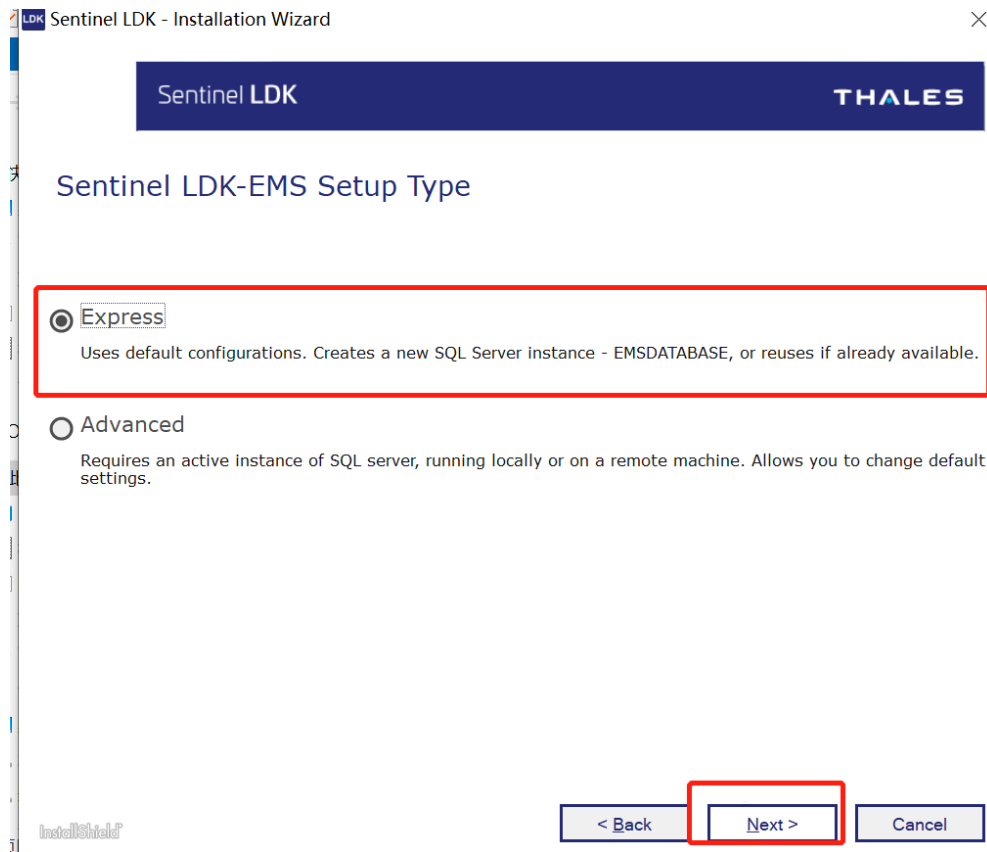 LDK Sentinel LDK - Installation Wizard
Sentinel LDK
THALES
Sentinel LDK-EMS Setup Type
Express
Uses default configurations. Creates a new SQL Server instance - EMSDATABASE, or reuses if already available.
Advanced
Requires an active instance of SQL server, running locally or on a remote machine. Allows you to change default
settings.
InstallShield
< Back
Next >
Cancel